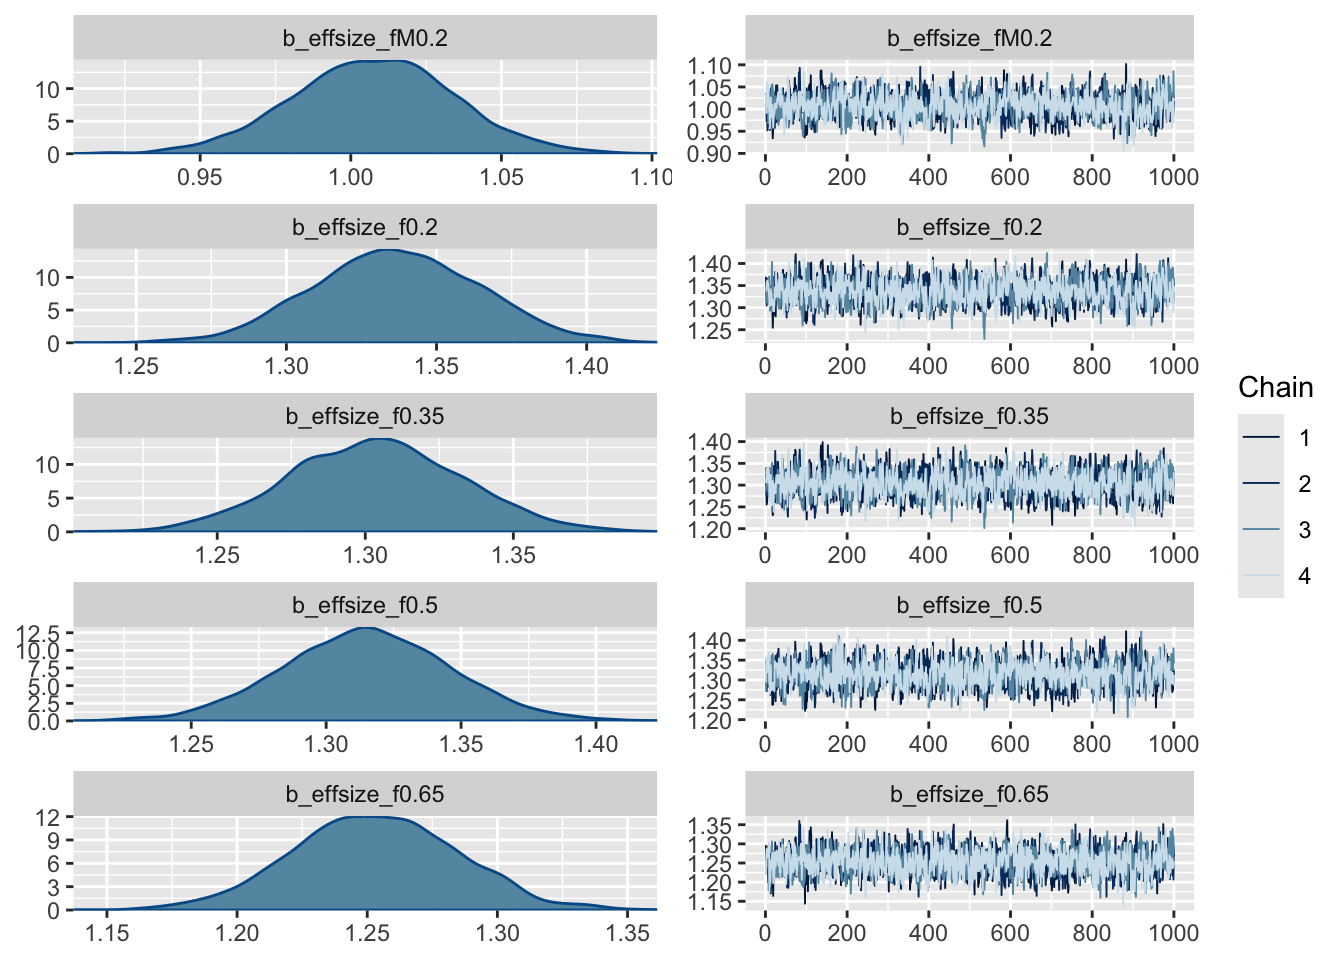 b_effsize_fM0.2
10
5
0
0.95 1.00 1.05 1.10
b_effsize_fM0.2
1.10
1.05
1.00
0.95
0.90
0 200 400 600 800 1000
b_effsize_f0.2
10
5
0
1.25 1.30 1.35 1.40
b_effsize_f0.2
1.40
1.35
1.30
1.25
0 200 400 600 800 1000
b_effsize_f0.35
10
5
0
1.25 1.30 1.35
b_effsize_f0.35
1.40
1.35
1.30
1.25
1.20
0 200 400 600 800 1000
b_effsize_f0.5
12.5
10.0
7.5
5.0
2.5
0.0
1.25 1.30 1.35 1.40
b_effsize_f0.5
1.40
1.35
1.30
1.25
1.20
0 200 400 600 800 1000
b_effsize_f0.65
12
9
6
3
0
1.15 1.20 1.25 1.30 1.35
b_effsize_f0.65
1.35
1.30
1.25
1.20
1.15
0 200 400 600 800 1000
Chain
1
2
3
4